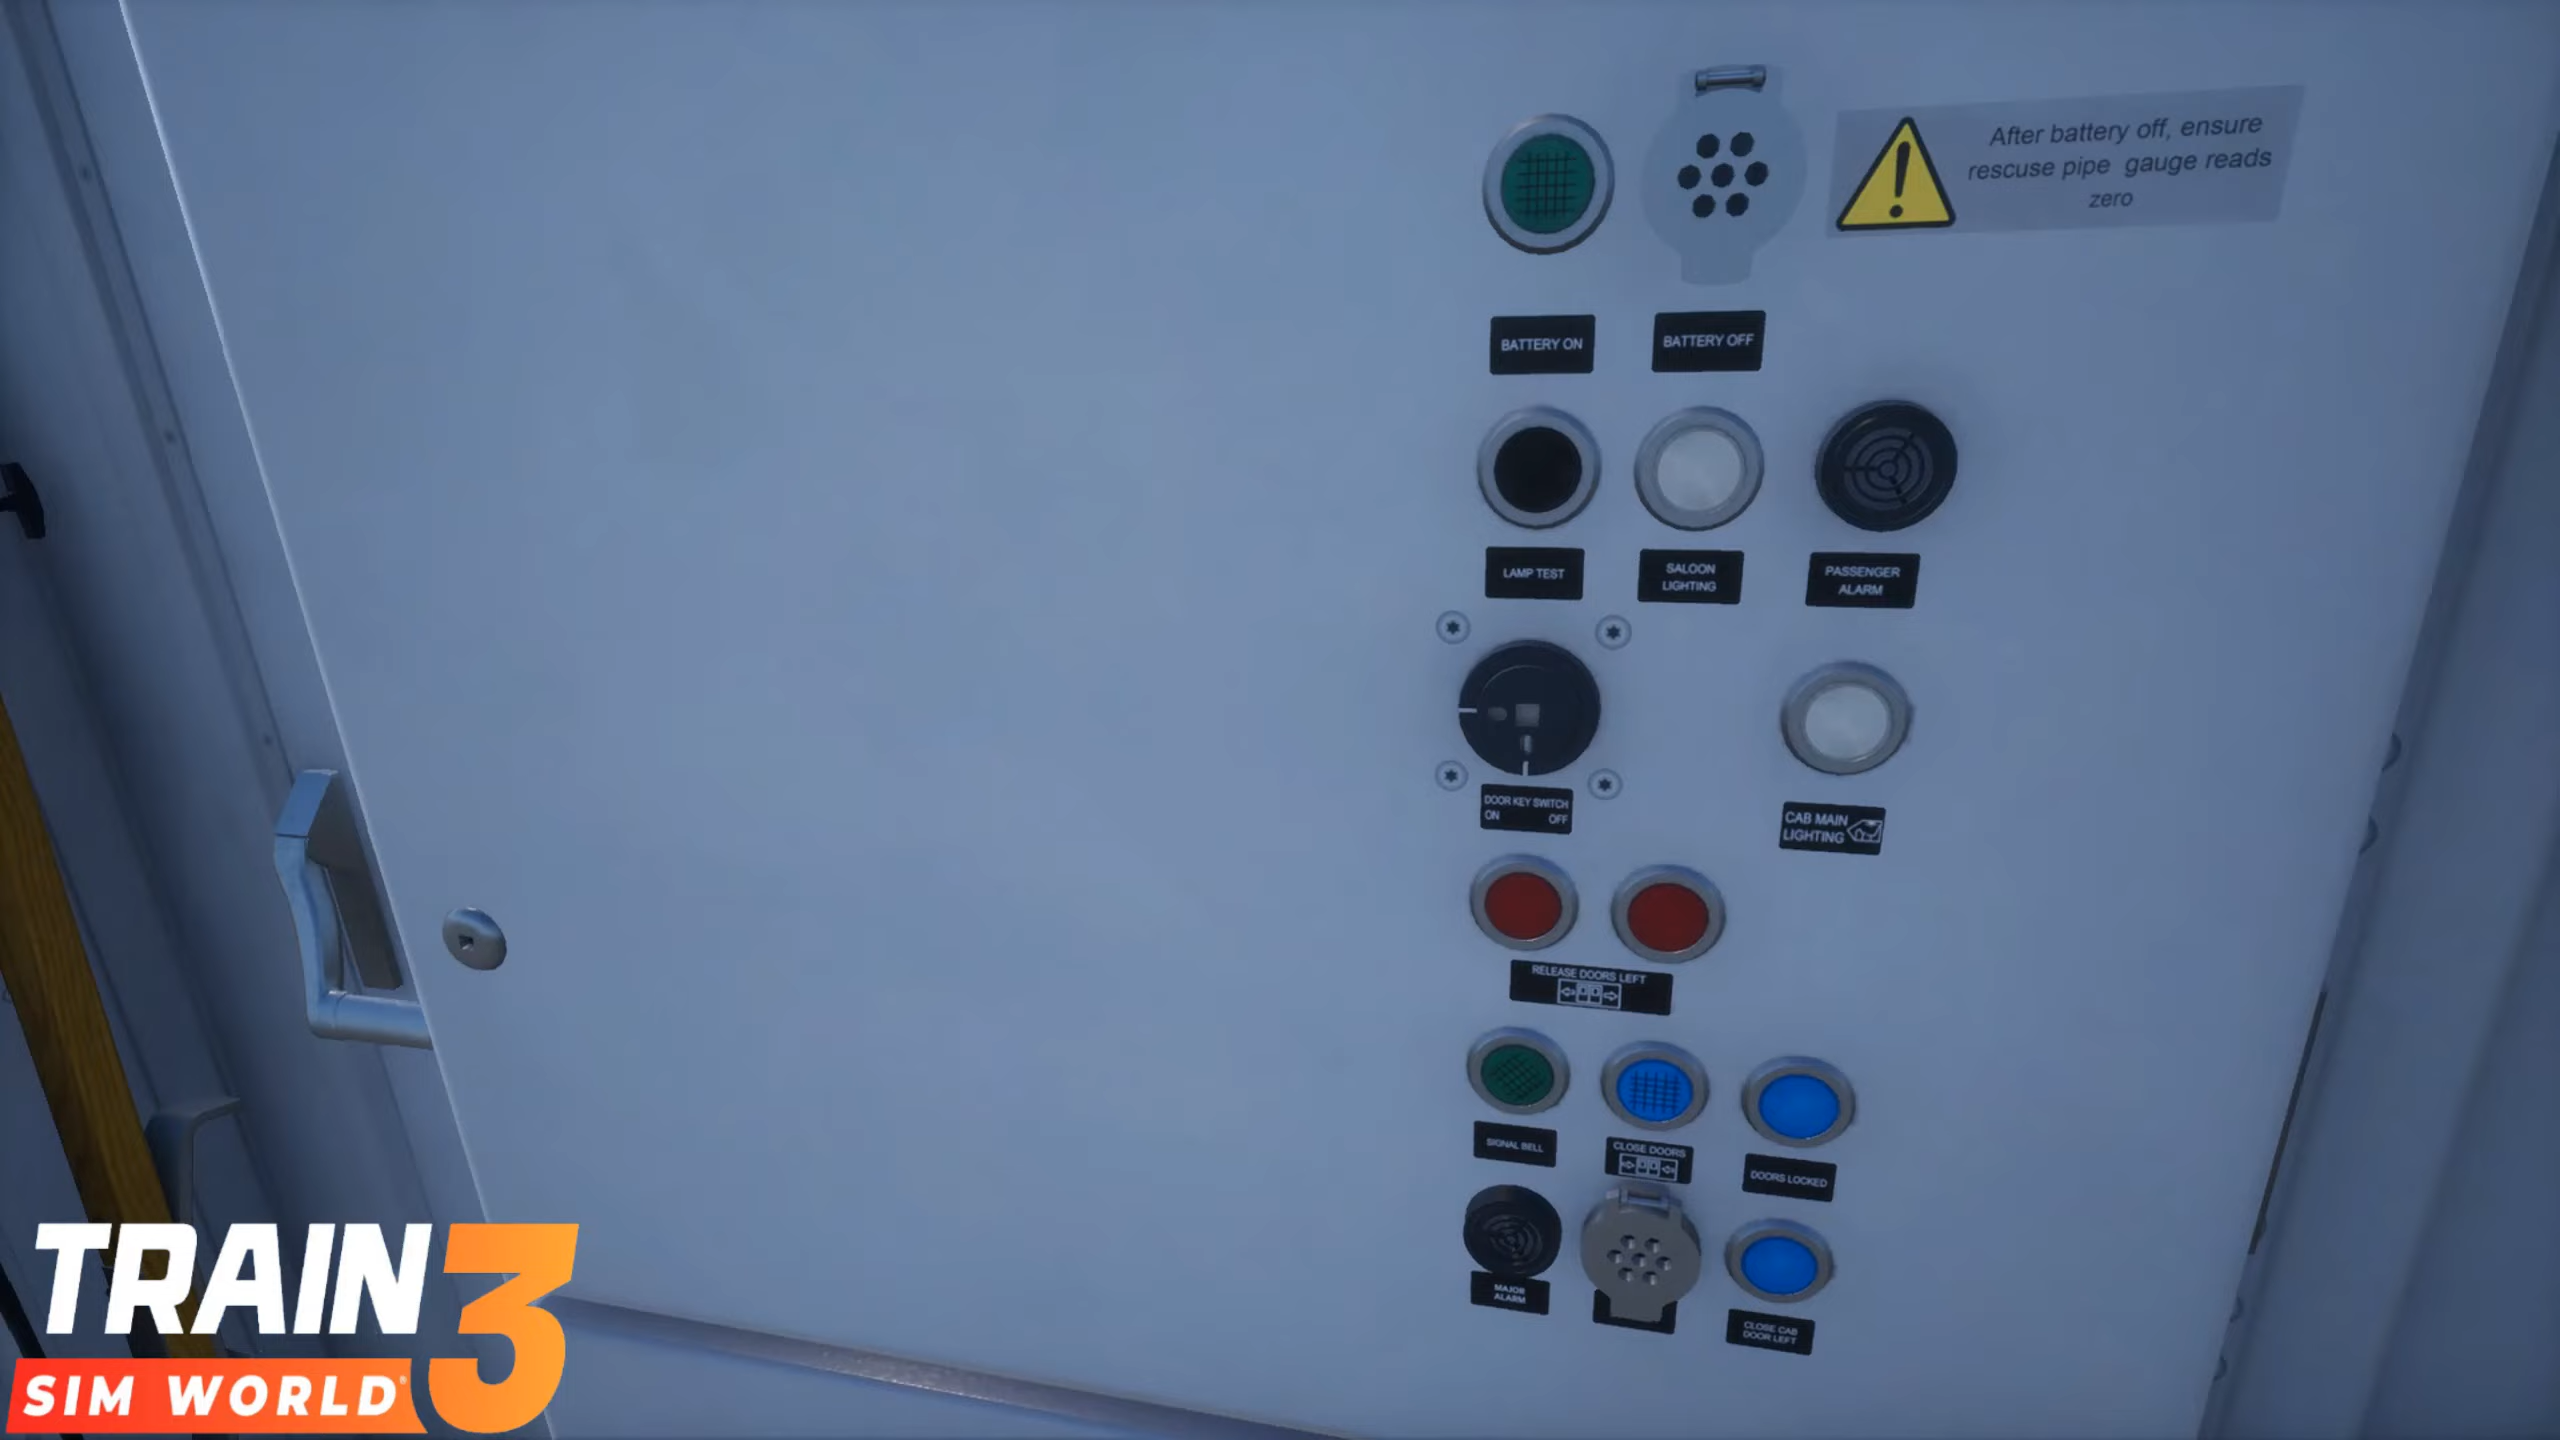 After battery off, ensure
rescuse pipe gauge reads
zero
BATTERY ON
BATTERY OFF
LAMP TEST
SALOON
LIGHTING
PASSENGER
ALARM
DOOR KEY SWITCH
ON OFF
CAB MAIN
LIGHTING
RELEASE DOORS LEFT
SIGNAL BELL
CLOSE DOORS
DOORS LOCKED
MAJOR
ALARM
CLOSE CAB
DOOR LEFT
TRAIN 3
SIM WORLD®